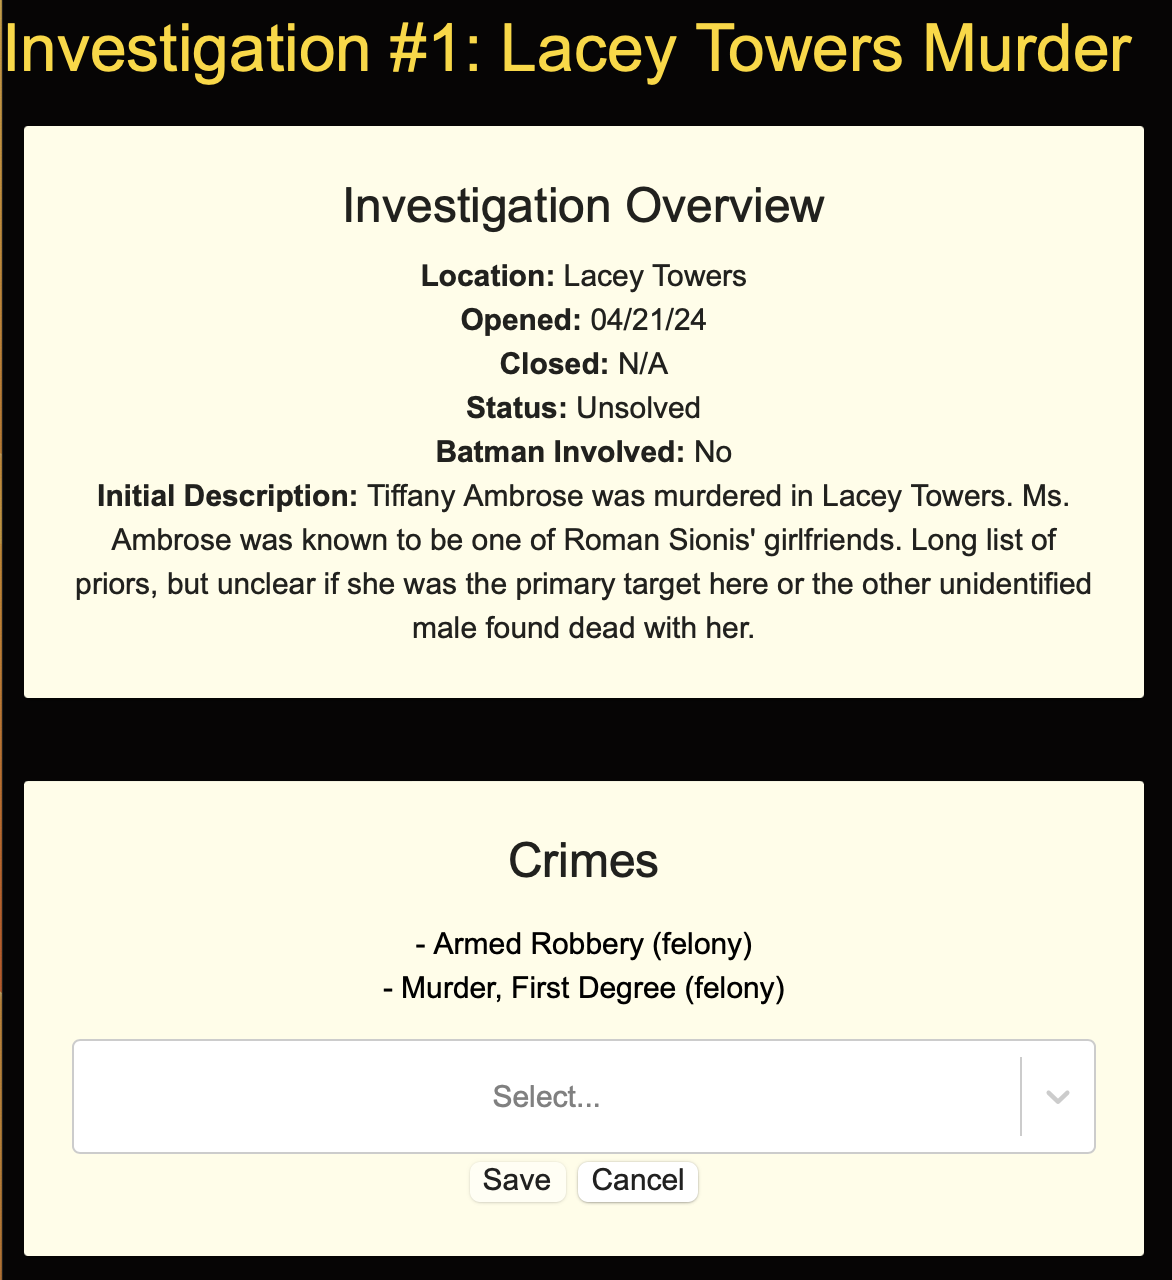 Investigation #1: Lacey Towers Murder
Investigation Overview
Location: Lacey Towers
Opened: 04/21/24
Closed: N/A
Status: Unsolved
Batman Involved: No
Initial Description: Tiffany Ambrose was murdered in Lacey Towers. Ms.
Ambrose was known to be one of Roman Sionis' girlfriends. Long list of
priors, but unclear if she was the primary target here or the other unidentified
male found dead with her.
Crimes
- Armed Robbery (felony)
- Murder, First Degree (felony)
Select...
Save Cancel